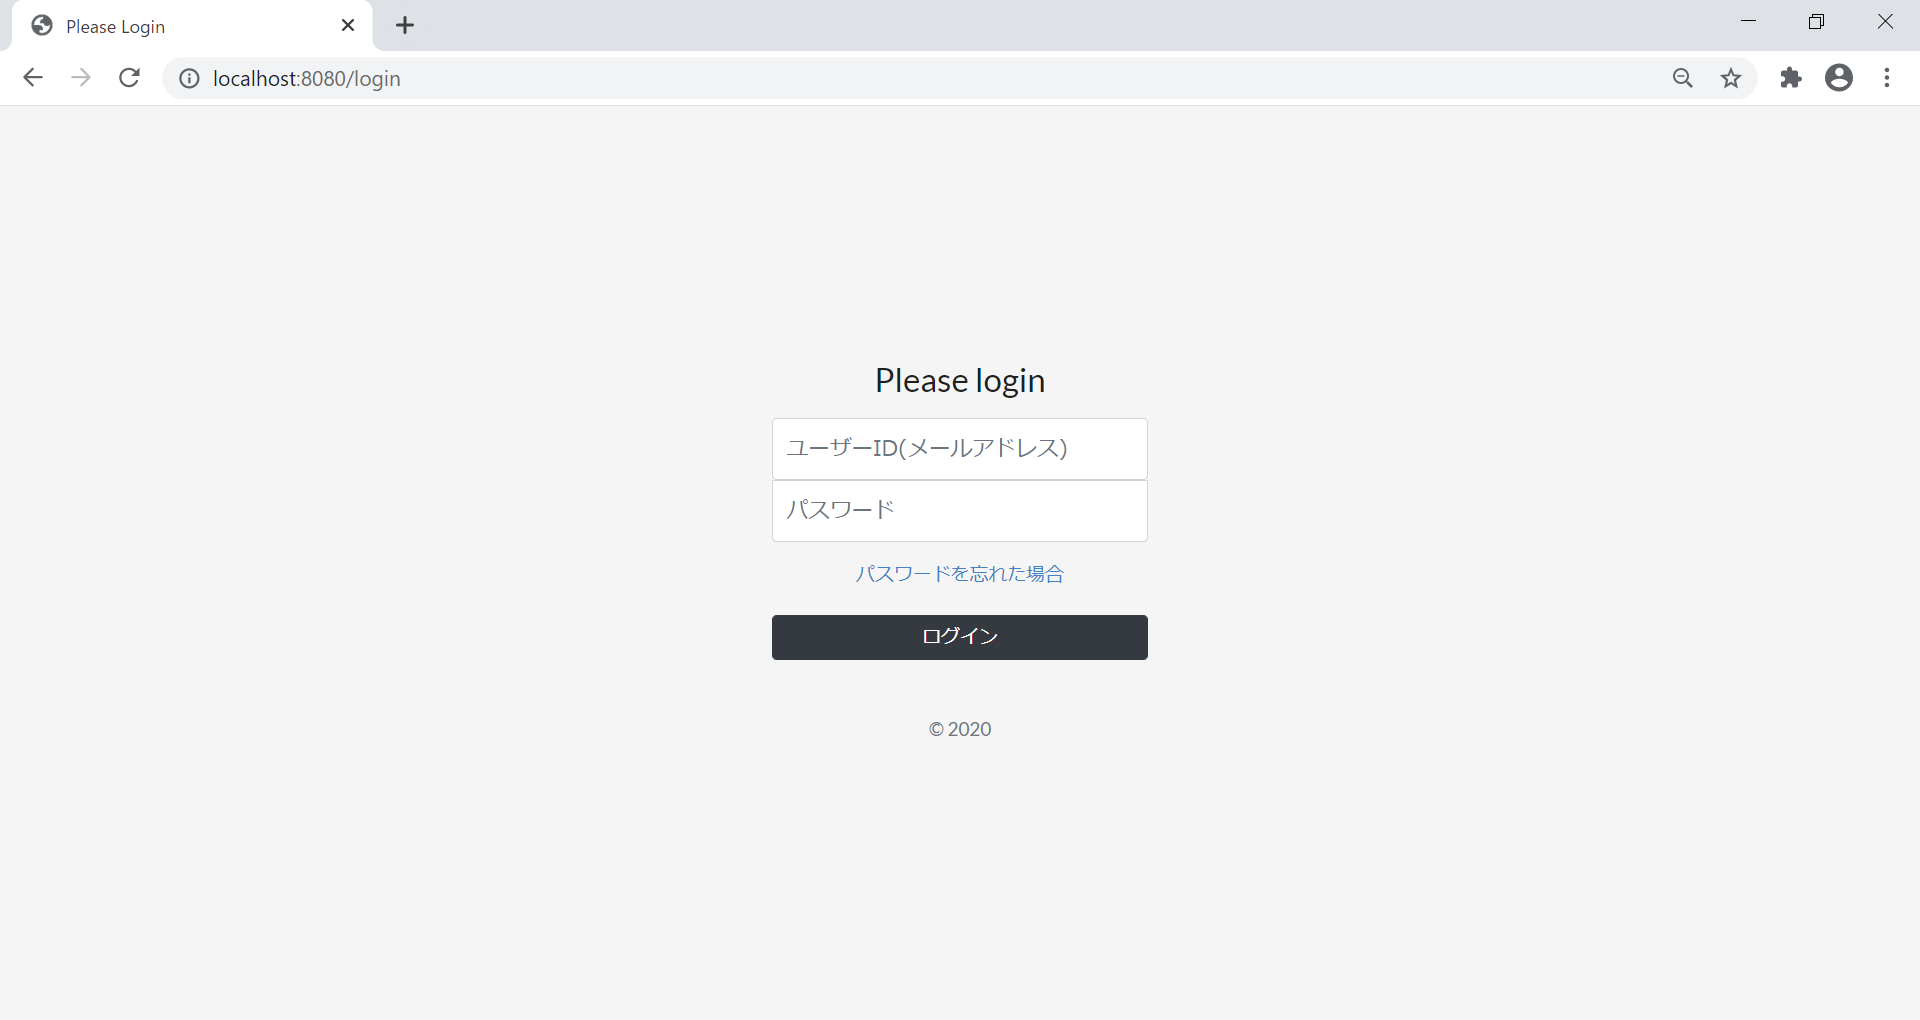 Please Login
localhost:8080/login
Please login
ユーザーID(メールアドレス)
パスワード
パスワードを忘れた場合
ログイン
© 2020